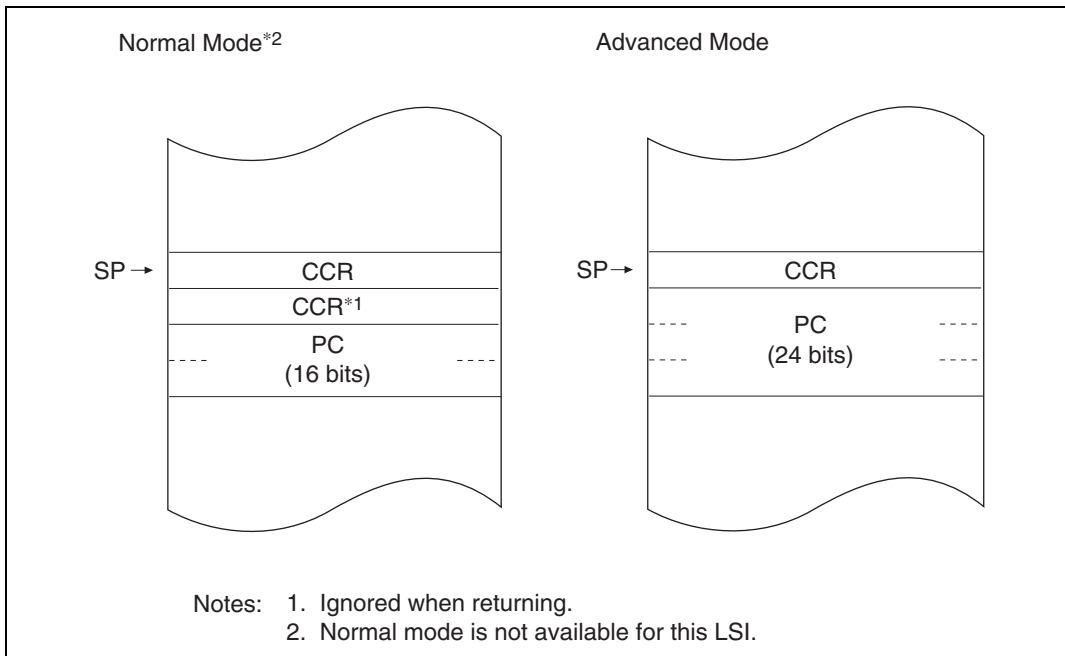 Normal Mode*2
Advanced Mode
SP →
CCR
CCR*1
PC
(16 bits)
SP →
CCR
PC
(24 bits)
Notes: 1. Ignored when returning.
2. Normal mode is not available for this LSI.